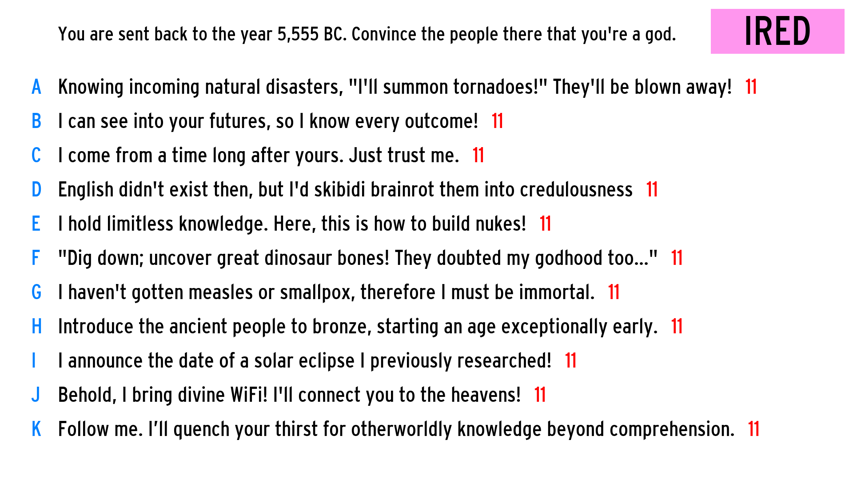 You are sent back to the year 5,555 BC. Convince the people there that you're a god.
IRED
A Knowing incoming natural disasters, "I'll summon tornadoes!" They'll be blown away! 11
B I can see into your futures, so I know every outcome! 11
C I come from a time long after yours. Just trust me. 11
D English didn't exist then, but I'd skibidi brainrot them into credulousness 11
E I hold limitless knowledge. Here, this is how to build nukes! 11
F "Dig down; uncover great dinosaur bones! They doubted my godhood too..." 11
G I haven't gotten measles or smallpox, therefore I must be immortal. 11
H Introduce the ancient people to bronze, starting an age exceptionally early. 11
I I announce the date of a solar eclipse I previously researched! 11
J Behold, I bring divine WiFi! I'll connect you to the heavens! 11
K Follow me. I’ll quench your thirst for otherworldly knowledge beyond comprehension. 11